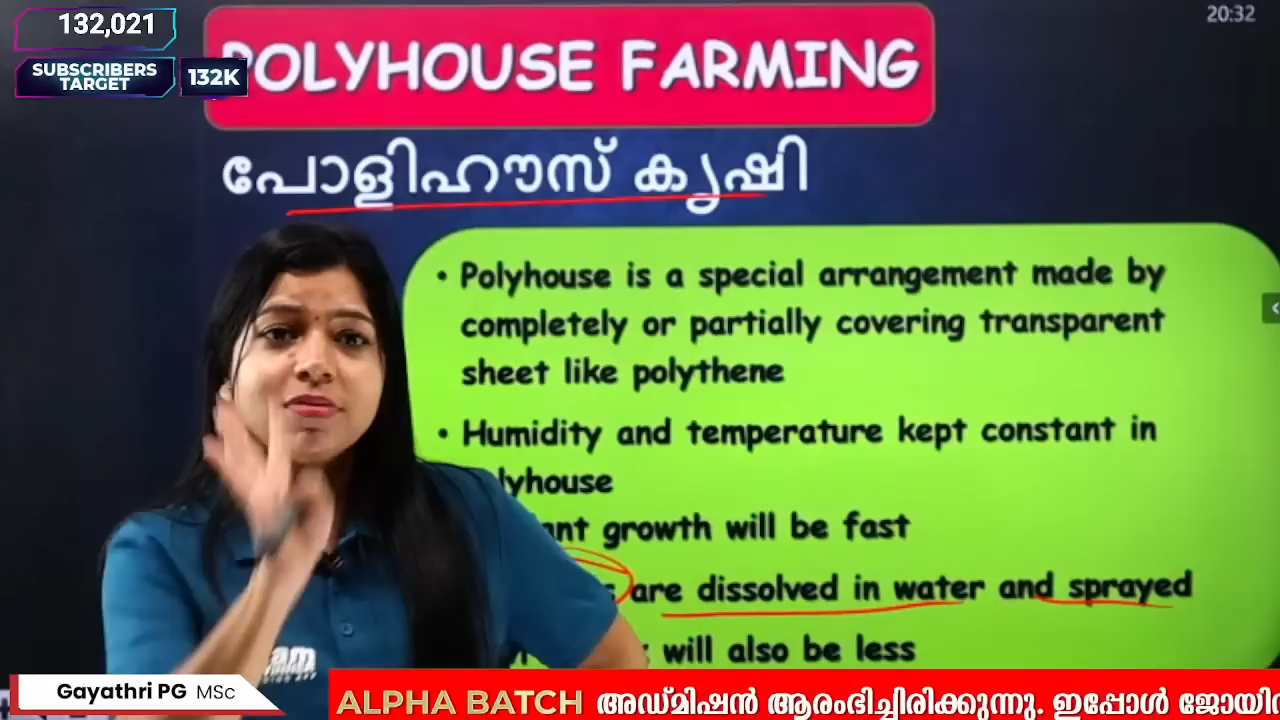 132,021
20:32
SUBSCRIBERS
TARGET
132K
POLYHOUSE FARMING
പോളിഹൗസ് കൃഷി
• Polyhouse is a special arrangement made by
completely or partially covering transparent
sheet like polythene
• Humidity and temperature kept constant in
lyhouse
growth will be fast
are dissolved in water and sprayed
will also be less
Gayathri PG MSc
ALPHA BATCH അഡ്മിഷൻ ആരംഭിച്ചിരിക്കുന്നു. ഇപ്പോൾ